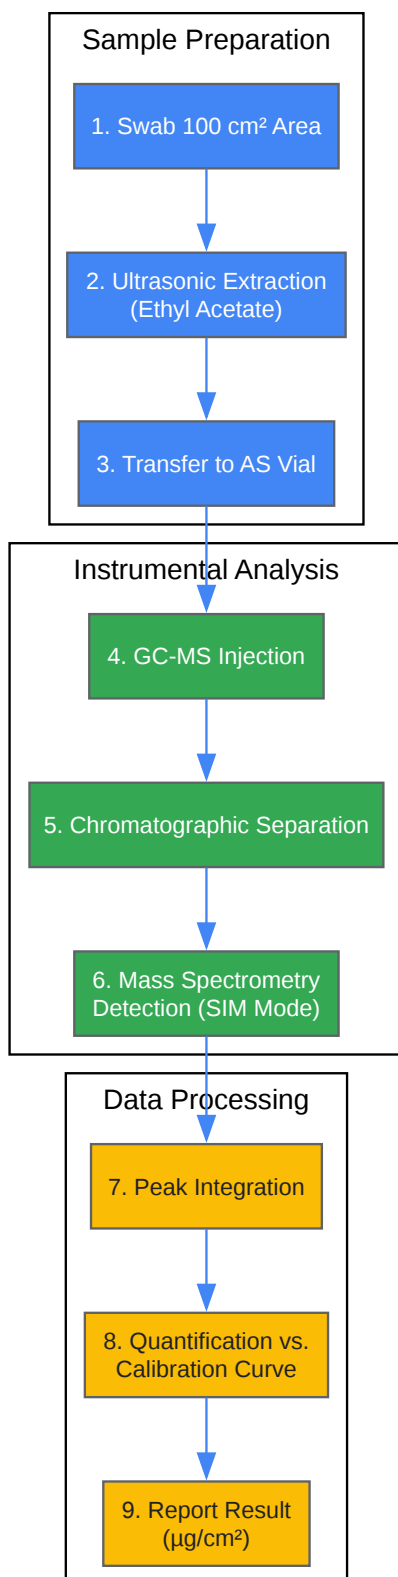 Sample Preparation
1. Swab 100 cm² Area
2. Ultrasonic Extraction
(Ethyl Acetate)
3. Transfer to AS Vial
Instrumental Analysis
4. GC-MS Injection
5. Chromatographic Separation
6. Mass Spectrometry
Detection (SIM Mode)
Data Processing
7. Peak Integration
8. Quantification vs.
Calibration Curve
9. Report Result
(µg/cm²)